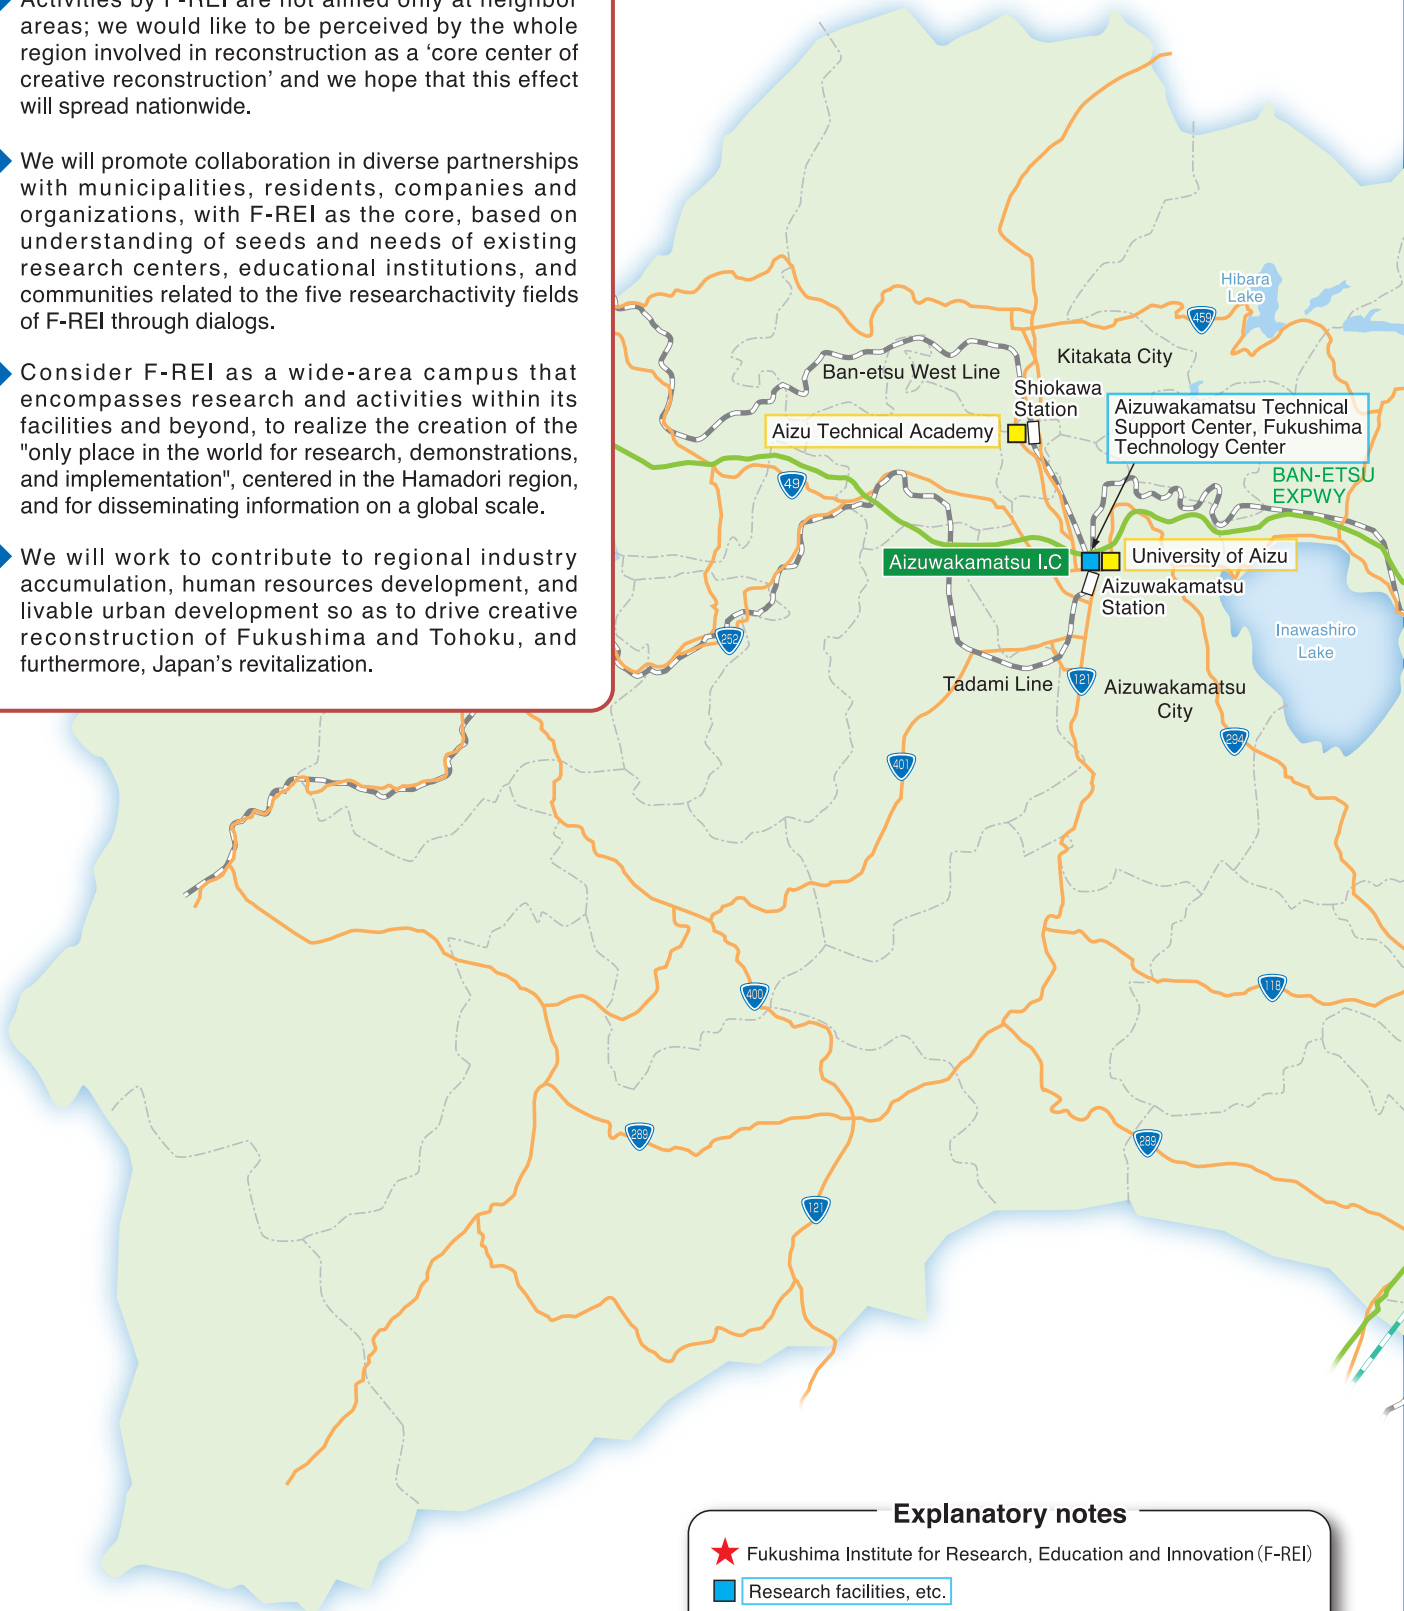 Activities by F-REI are not aimed only at neighbor
areas; we would like to be perceived by the whole
region involved in reconstruction as a ‘core center of
creative reconstruction’ and we hope that this effect
will spread nationwide.
We will promote collaboration in diverse partnerships
with municipalities, residents, companies and
organizations, with F-REI as the core, based on
understanding of seeds and needs of existing
research centers, educational institutions, and
communities related to the five researchactivity fields
of F-REI through dialogs.
Consider F-REI as a wide-area campus that
encompasses research and activities within its
facilities and beyond, to realize the creation of the
"only place in the world for research, demonstrations,
and implementation", centered in the Hamadori region,
and for disseminating information on a global scale.
We will work to contribute to regional industry
accumulation, human resources development, and
livable urban development so as to drive creative
reconstruction of Fukushima and Tohoku, and
furthermore, Japan’s revitalization.
Hibara
Lake
459
Kitakata City
Ban-etsu West Line
Shiokawa
Station
Aizu Technical Academy
Aizuwakamatsu Technical
Support Center, Fukushima
Technology Center
BAN-ETSU
EXPWY
49
Aizuwakamatsu I.C
University of Aizu
Aizuwakamatsu
Station
Inawashiro
Lake
252
Tadami Line
121
Aizuwakamatsu
City
294
401
400
118
289
289
121
Explanatory notes
Fukushima Institute for Research, Education and Innovation (F-REI)
Research facilities, etc.